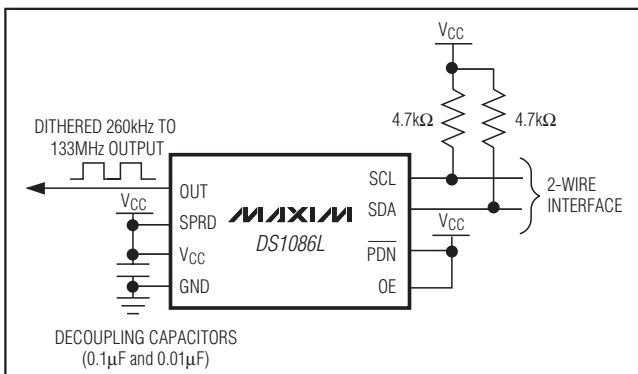 VCC
4.7kΩ 4.7kΩ
DITHERED 260kHz TO
133MHz OUTPUT
OUT
SCL
2-WIRE
INTERFACE
VCC
SPRD
MAXIM
SDA
DS1086L
VCC
VCC
PDN
GND
OE
DECOUPLING CAPACITORS
(0.1μF and 0.01μF)